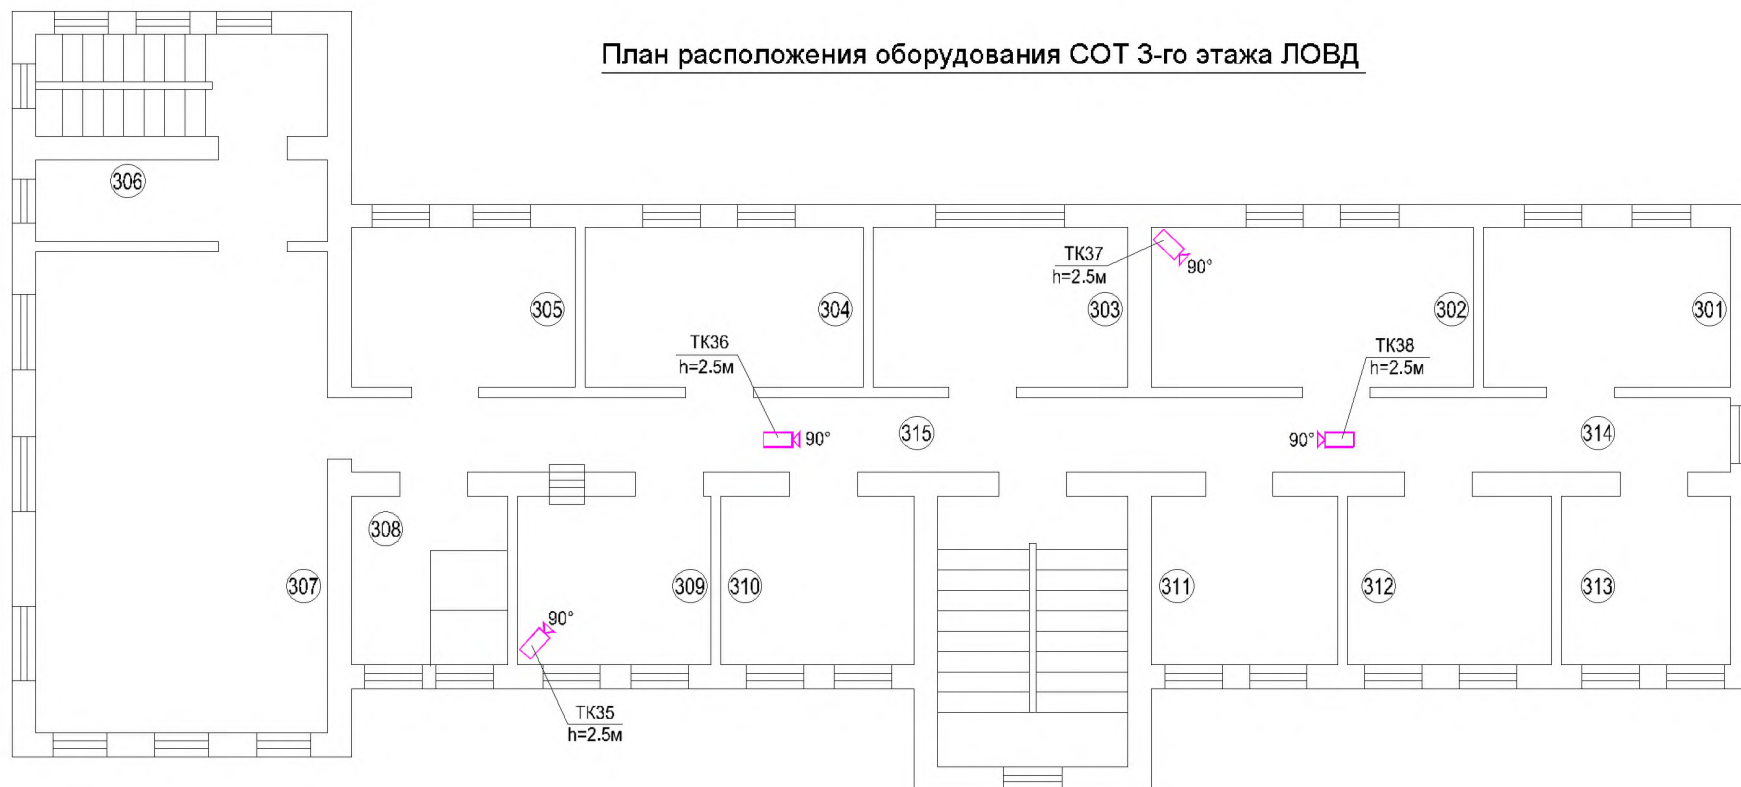 План расположения оборудования СОТ 3-го этажа ЛОВД
306
ТК37
h=2.5м
90°
305
304
303
302
301
ТК36
h=2.5м
ТК38
h=2.5м
90°
315
90°
314
308
307
309
310
311
312
313
90°
ТК35
h=2.5м